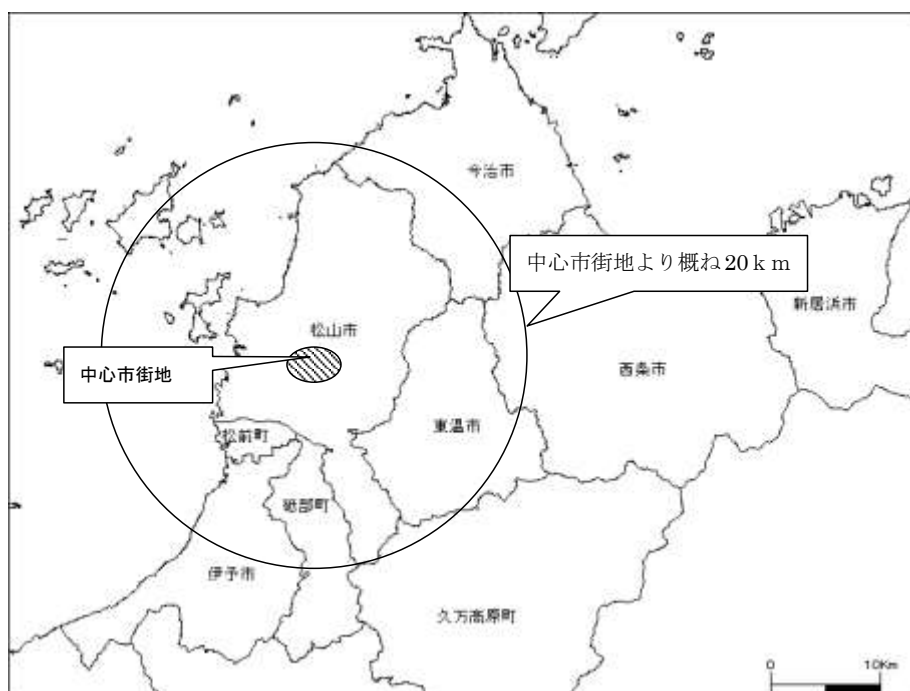 今治市
中心市街地より概ね20km
新居浜市
松山市
中心市街地
西条市
東温市
松前町
砥部町
伊予市
久万高原町
0 10Km